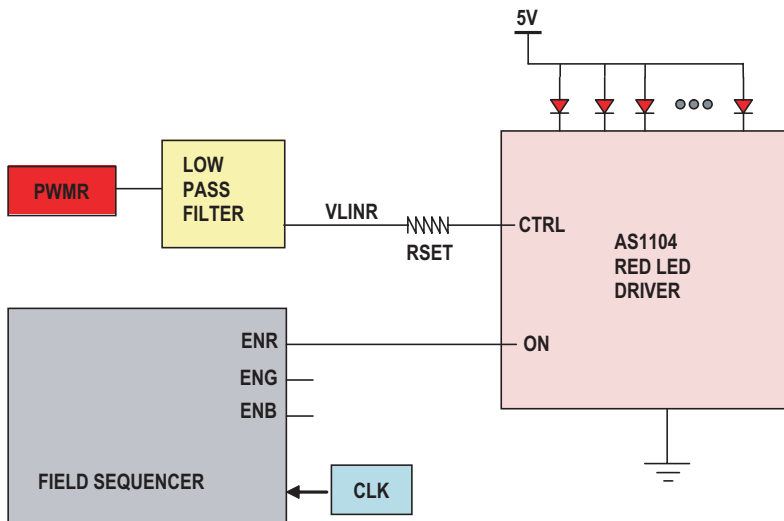 5V
PWMR
LOW
PASS
FILTER
VLINR
RSET
CTRL
AS1104
RED LED
DRIVER
ENR
ON
ENG
ENB
FIELD SEQUENCER
CLK